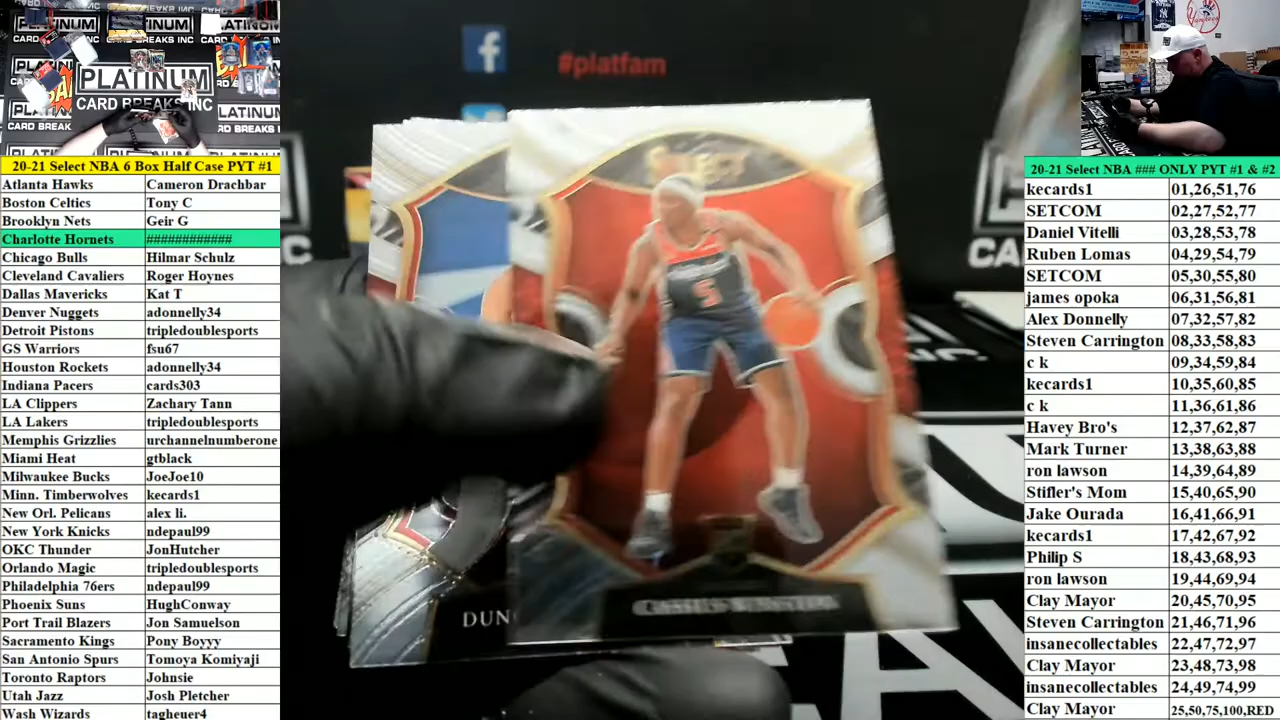 PLATINUM
CARD BREAKS INC
#platfam
20-21 Select NBA 6 Box Half Case PYT #1
Atlanta Hawks Cameron Drachbar
Boston Celtics Tony C
Brooklyn Nets Geir G
Charlotte Hornets ############
Chicago Bulls Hilmar Schulz
Cleveland Cavaliers Roger Hoynes
Dallas Mavericks Kat T
Denver Nuggets adonnelly34
Detroit Pistons tripledoublesports
GS Warriors fsu67
Houston Rockets adonnelly34
Indiana Pacers cards303
LA Clippers Zachary Tann
LA Lakers tripledoublesports
Memphis Grizzlies urchannelnumberone
Miami Heat gtblack
Milwaukee Bucks JoeJoe10
Minn. Timberwolves kecards1
New Orl. Pelicans alex li.
New York Knicks ndepaul99
OKC Thunder JonHutcher
Orlando Magic tripledoublesports
Philadelphia 76ers ndepaul99
Phoenix Suns HughConway
Port Trail Blazers Jon Samuelson
Sacramento Kings Pony Boyyy
San Antonio Spurs Tomoya Komiyaji
Toronto Raptors Johnsie
Utah Jazz Josh Pletcher
Wash Wizards tagheuer4
5
DUN
CASSIUS WINSTON
20-21 Select NBA ### ONLY PYT #1 & #2
kecards1 01,26,51,76
SETCOM 02,27,52,77
Daniel Vitelli 03,28,53,78
Ruben Lomas 04,29,54,79
SETCOM 05,30,55,80
james opoka 06,31,56,81
Alex Donnelly 07,32,57,82
Steven Carrington 08,33,58,83
c k 09,34,59,84
kecards1 10,35,60,85
c k 11,36,61,86
Havey Bro's 12,37,62,87
Mark Turner 13,38,63,88
ron lawson 14,39,64,89
Stifler's Mom 15,40,65,90
Jake Ourada 16,41,66,91
kecards1 17,42,67,92
Philip S 18,43,68,93
ron lawson 19,44,69,94
Clay Mayor 20,45,70,95
Steven Carrington 21,46,71,96
insanecollectables 22,47,72,97
Clay Mayor 23,48,73,98
insanecollectables 24,49,74,99
Clay Mayor 25,50,75,100,RED